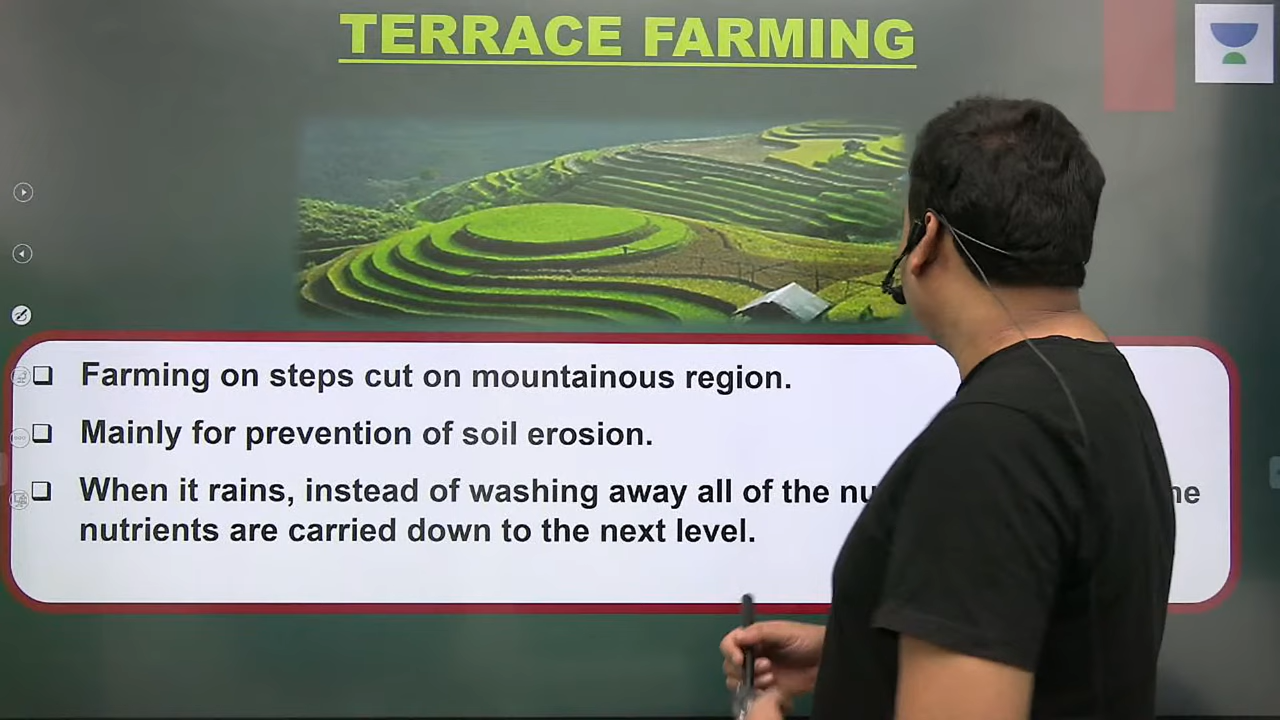 TERRACE FARMING
Farming on steps cut on mountainous region.
Mainly for prevention of soil erosion.
When it rains, instead of washing away all of the
nutrients are carried down to the next level.